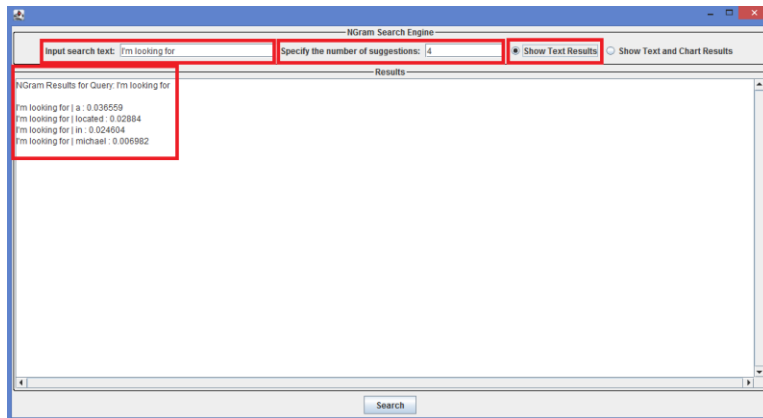 NGram Search Engine
Input search text: I'm looking for Specify the number of suggestions: 4 Show Text Results Show Text and Chart Results
Results
NGram Results for Query: I'm looking for
I'm looking for | a : 0.036559
I'm looking for | located : 0.02884
I'm looking for | in : 0.024604
I'm looking for | michael : 0.006982
Search